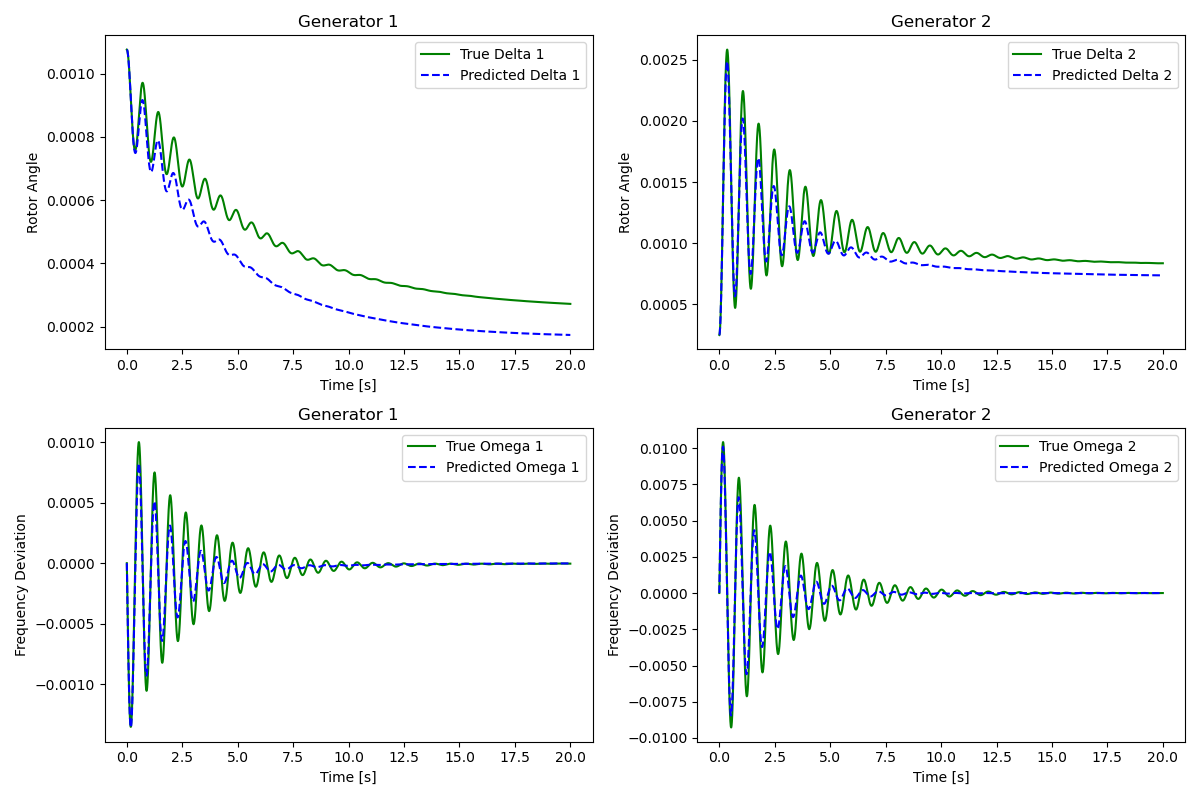 Generator 1
True Delta 1
Predicted Delta 1
Rotor Angle
0.0010
0.0008
0.0006
0.0004
0.0002
0.0 2.5 5.0 7.5 10.0 12.5 15.0 17.5 20.0
Time [s]
Generator 2
True Delta 2
Predicted Delta 2
Rotor Angle
0.0025
0.0020
0.0015
0.0010
0.0005
0.0 2.5 5.0 7.5 10.0 12.5 15.0 17.5 20.0
Time [s]
Generator 1
True Omega 1
Predicted Omega 1
Frequency Deviation
0.0010
0.0005
0.0000
−0.0005
−0.0010
0.0 2.5 5.0 7.5 10.0 12.5 15.0 17.5 20.0
Time [s]
Generator 2
True Omega 2
Predicted Omega 2
Frequency Deviation
0.0100
0.0075
0.0050
0.0025
0.0000
−0.0025
−0.0050
−0.0075
−0.0100
0.0 2.5 5.0 7.5 10.0 12.5 15.0 17.5 20.0
Time [s]